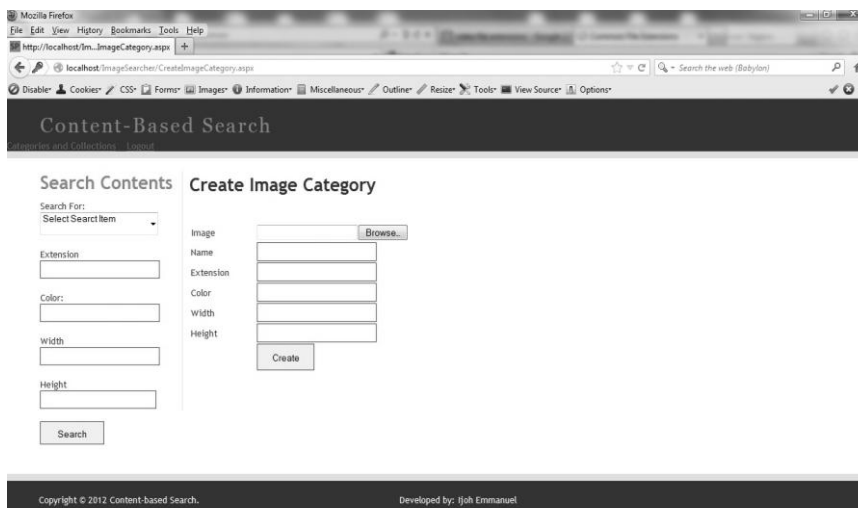 Mozilla Firefox
File Edit View History Bookmarks Tools Help
http://localhost/Im...ImageCategory.aspx +
localhost/ImageSearcher/CreateImageCategory.aspx
Search the web (Babylon)
Disable Cookies CSS Forms Images Information Miscellaneous Outline Resize Tools View Source Options
Content-Based Search
Categories and Collections Logout
Search Contents
Search For:
Select Searct Item
Extension
Color:
Width
Height
Search
Create Image Category
Image Browse..
Name
Extension
Color
Width
Height
Create
Copyright © 2012 Content-based Search.
Developed by: Ijoh Emmanuel